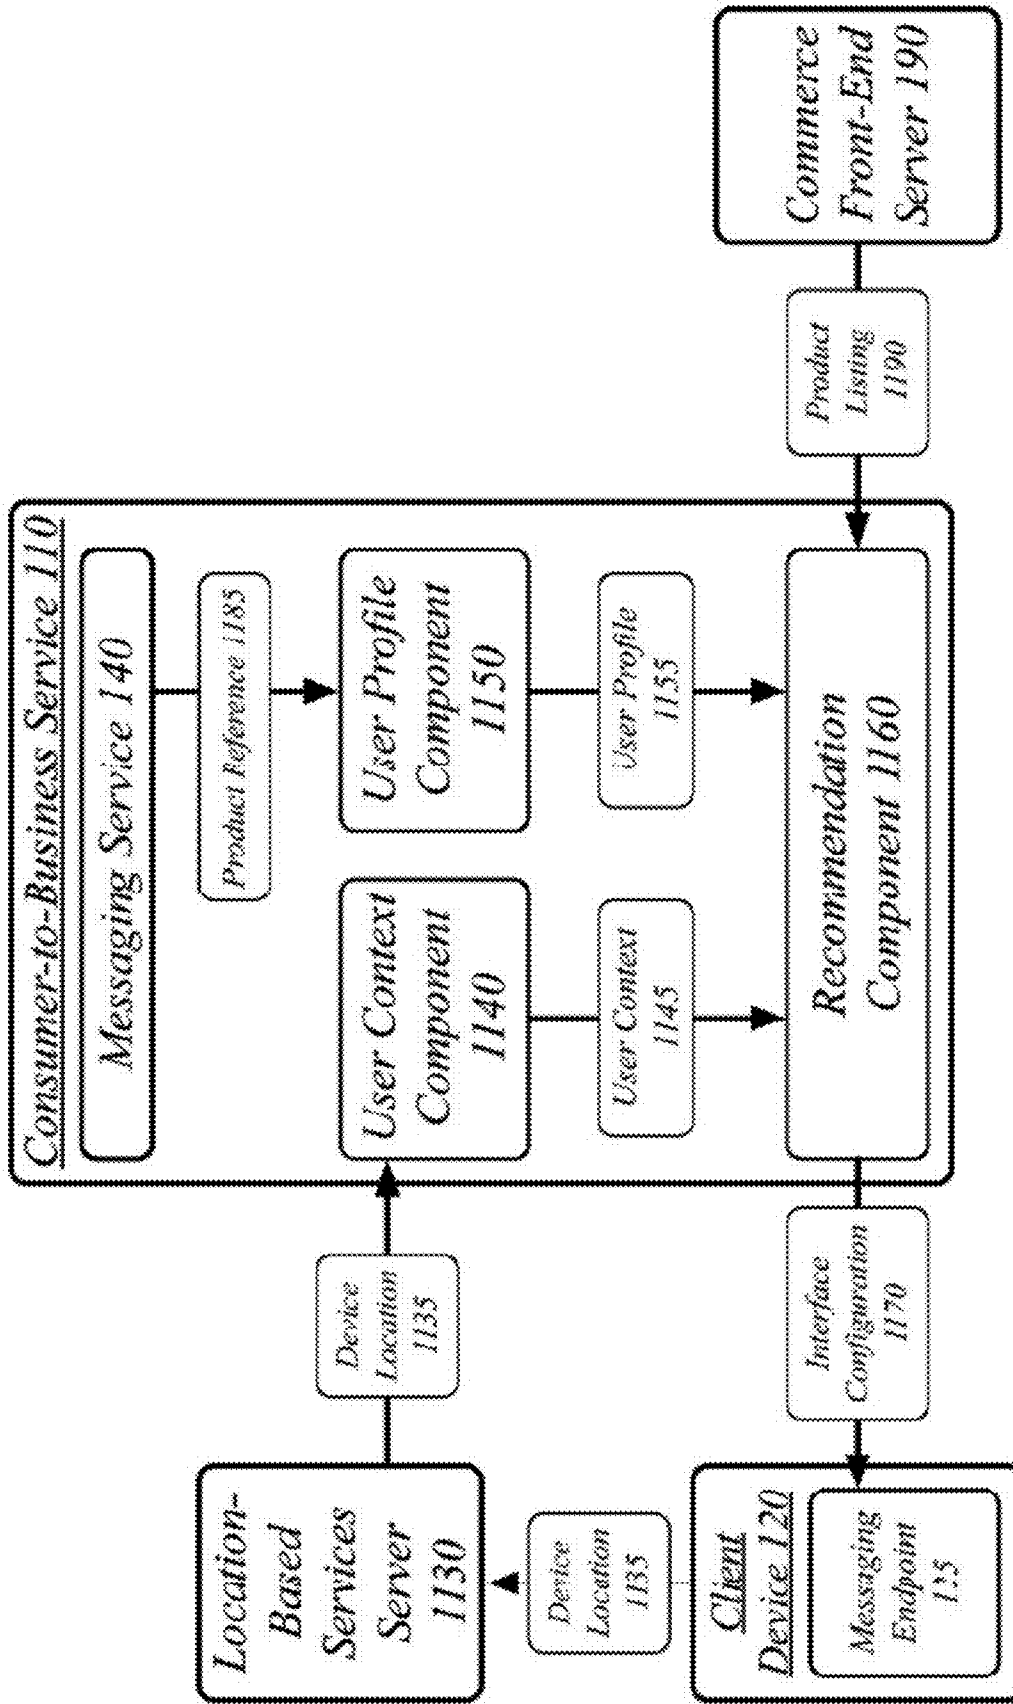 Consumer-to-Business Service 110
Messaging Service 140
Product Reference 1185
Location-
Based
Services
Server
1130
Device
Location
1135
User Context
Component
1140
User Profile
Component
1150
Device
Location
1135
User Context
1145
User Profile
1155
Client
Device 120
Messaging
Endpoint
Interface
Configuration
1170
Recommendation
Component 1160
Product
Listing
1190
Commerce
Front-End
Server 190